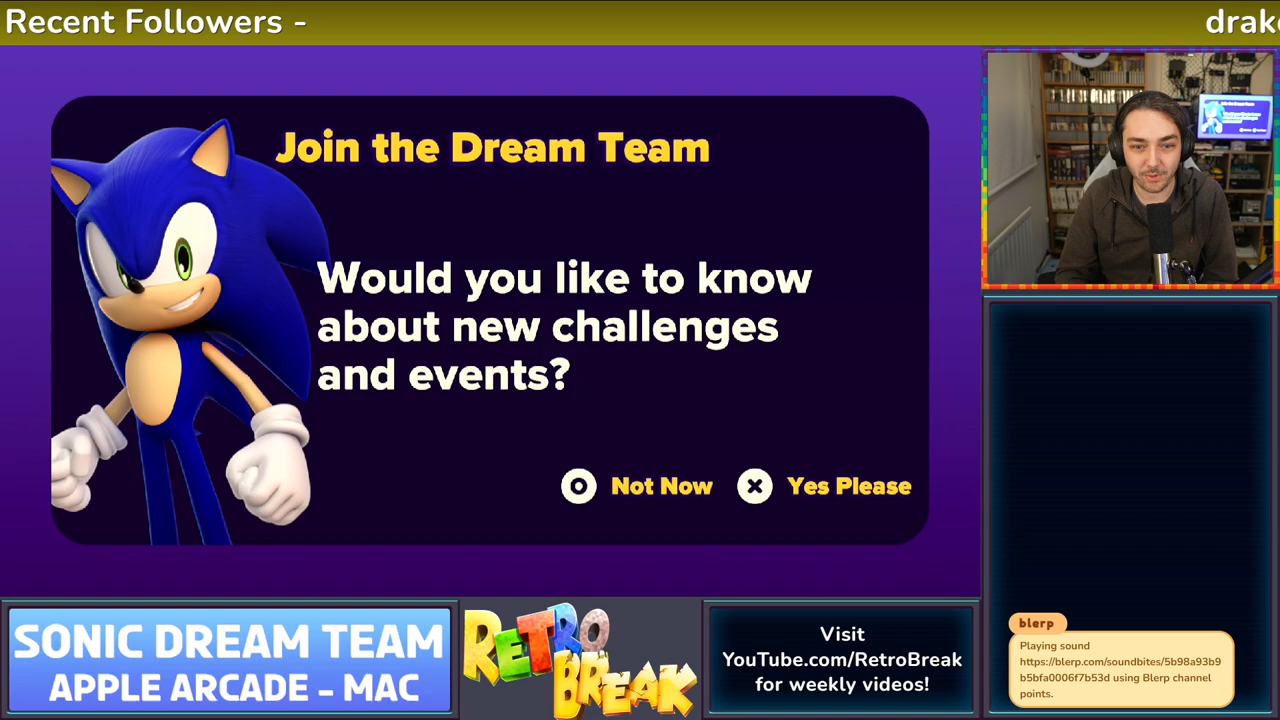 Recent Followers -
Join the Dream Team
Would you like to know
about new challenges
and events?
Not Now
Yes Please
SONIC DREAM TEAM
APPLE ARCADE - MAC
RETRO
BREAK
Visit
YouTube.com/RetroBreak
for weekly videos!
blerp
Playing sound
https://blerp.com/soundbites/5b98a93b9
b5bfa0006f7b53d using Blerp channel
points.